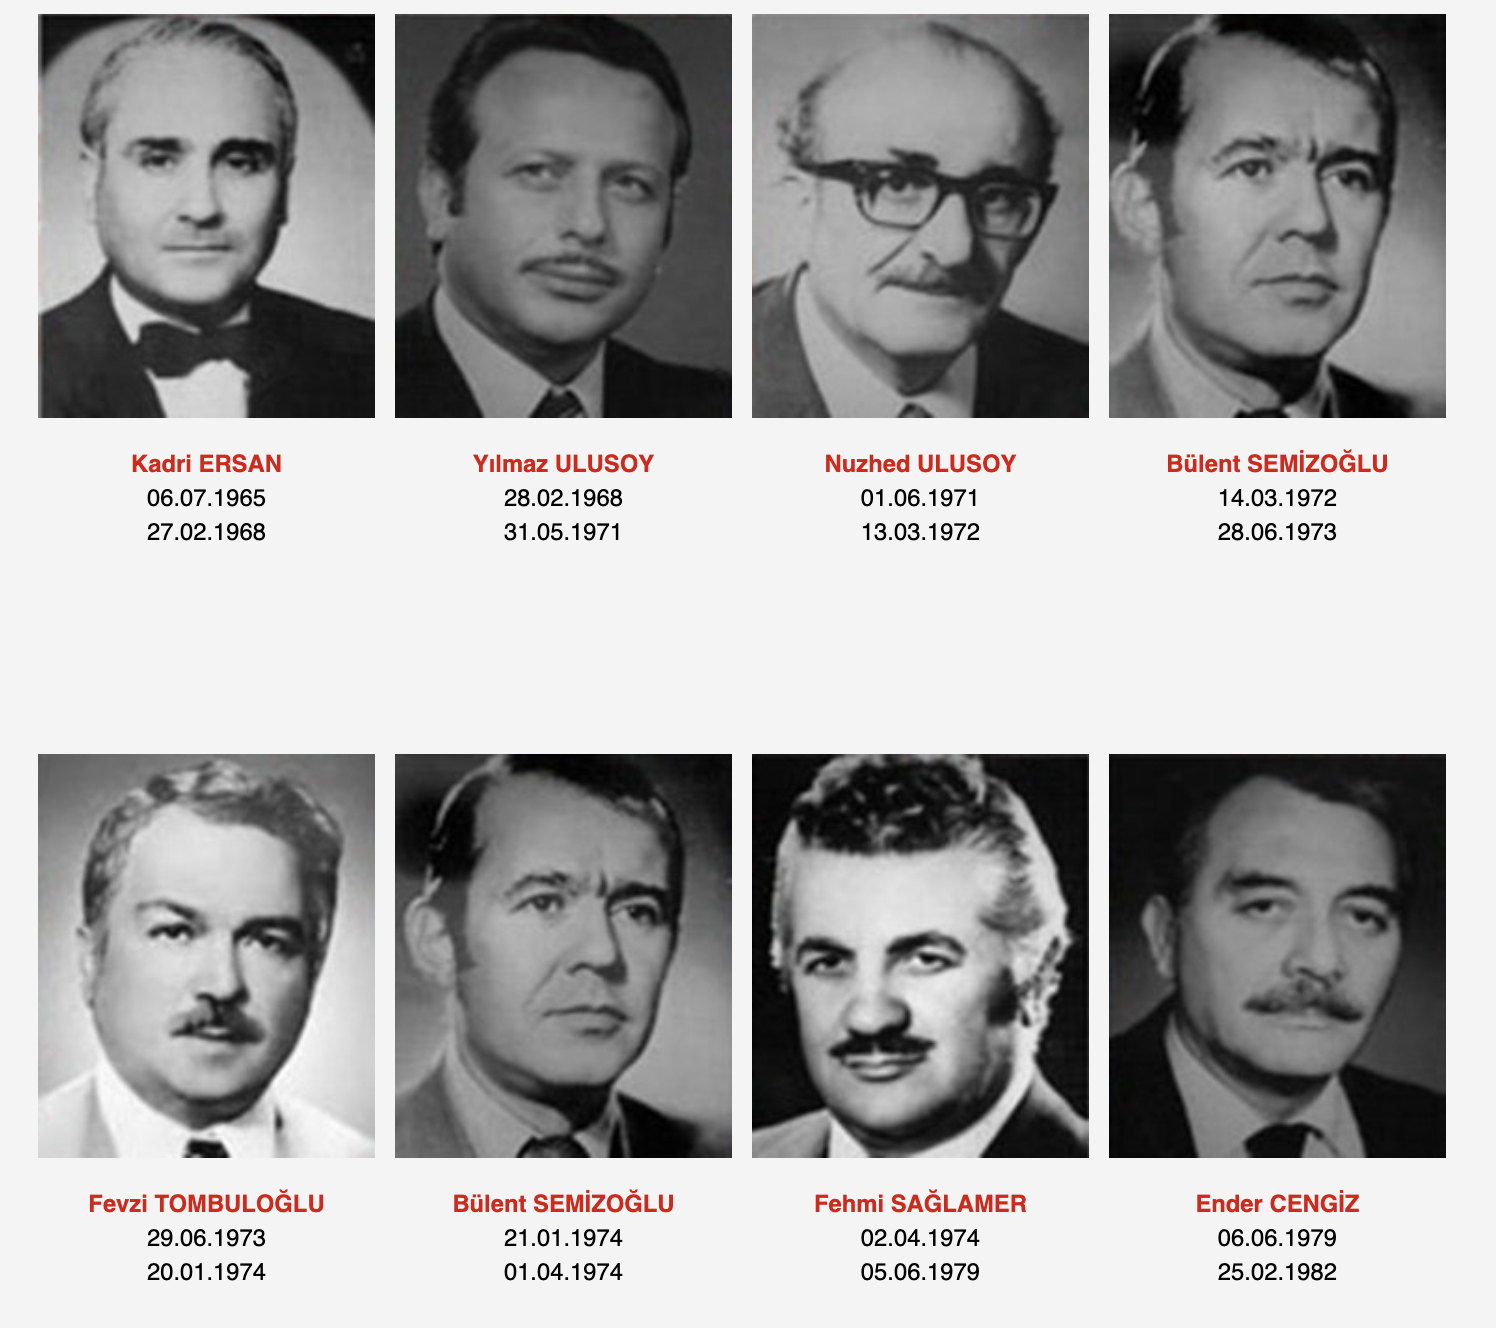 Kadri ERSAN
06.07.1965
27.02.1968
Yılmaz ULUSOY
28.02.1968
31.05.1971
Nuzhed ULUSOY
01.06.1971
13.03.1972
Bülent SEMİZOĞLU
14.03.1972
28.06.1973
Fevzi TOMBULOĞLU
29.06.1973
20.01.1974
Bülent SEMİZOĞLU
21.01.1974
01.04.1974
Fehmi SAĞLAMER
02.04.1974
05.06.1979
Ender CENGİZ
06.06.1979
25.02.1982